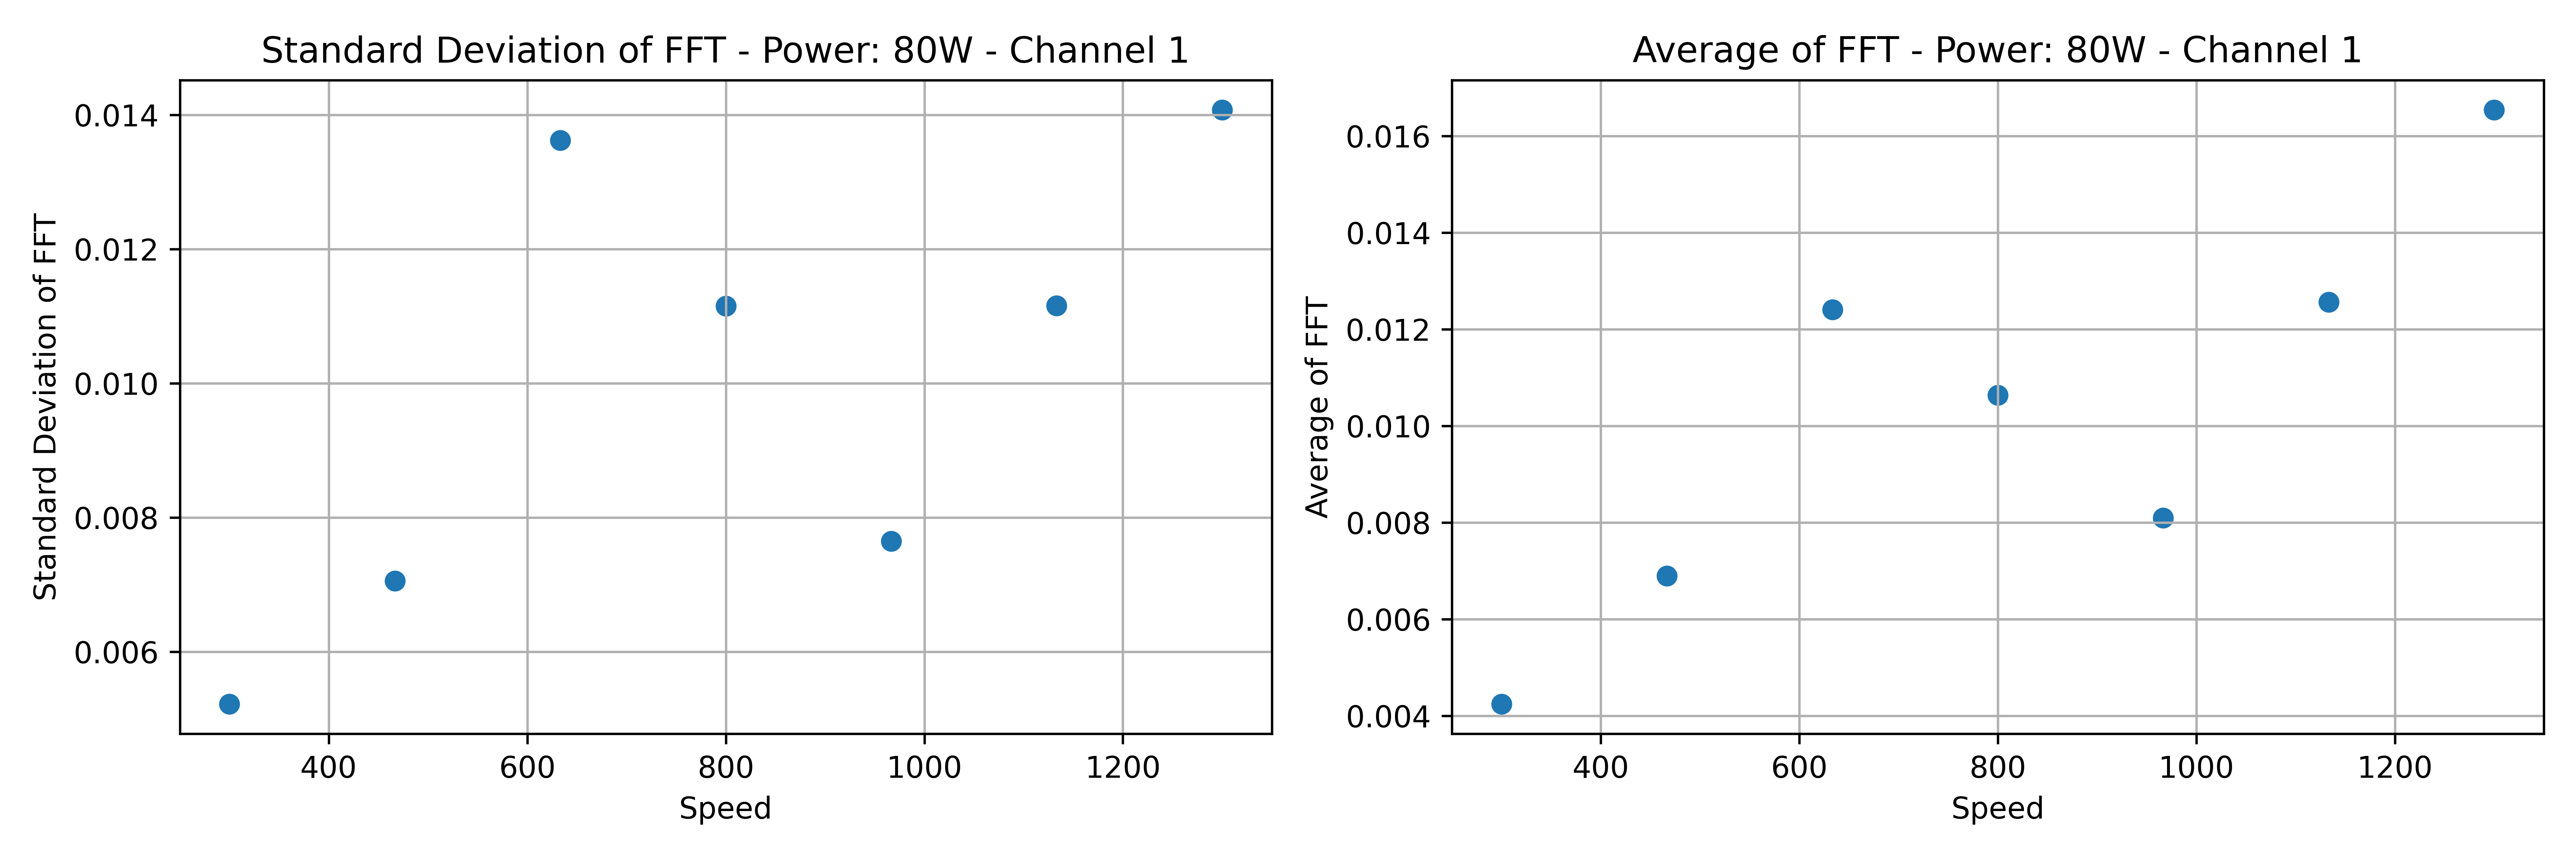 Standard Deviation of FFT - Power: 80W - Channel 1
Standard Deviation of FFT
0.014
0.012
0.010
0.008
0.006
400 600 800 1000 1200
Speed
Average of FFT - Power: 80W - Channel 1
Average of FFT
0.016
0.014
0.012
0.010
0.008
0.006
0.004
400 600 800 1000 1200
Speed